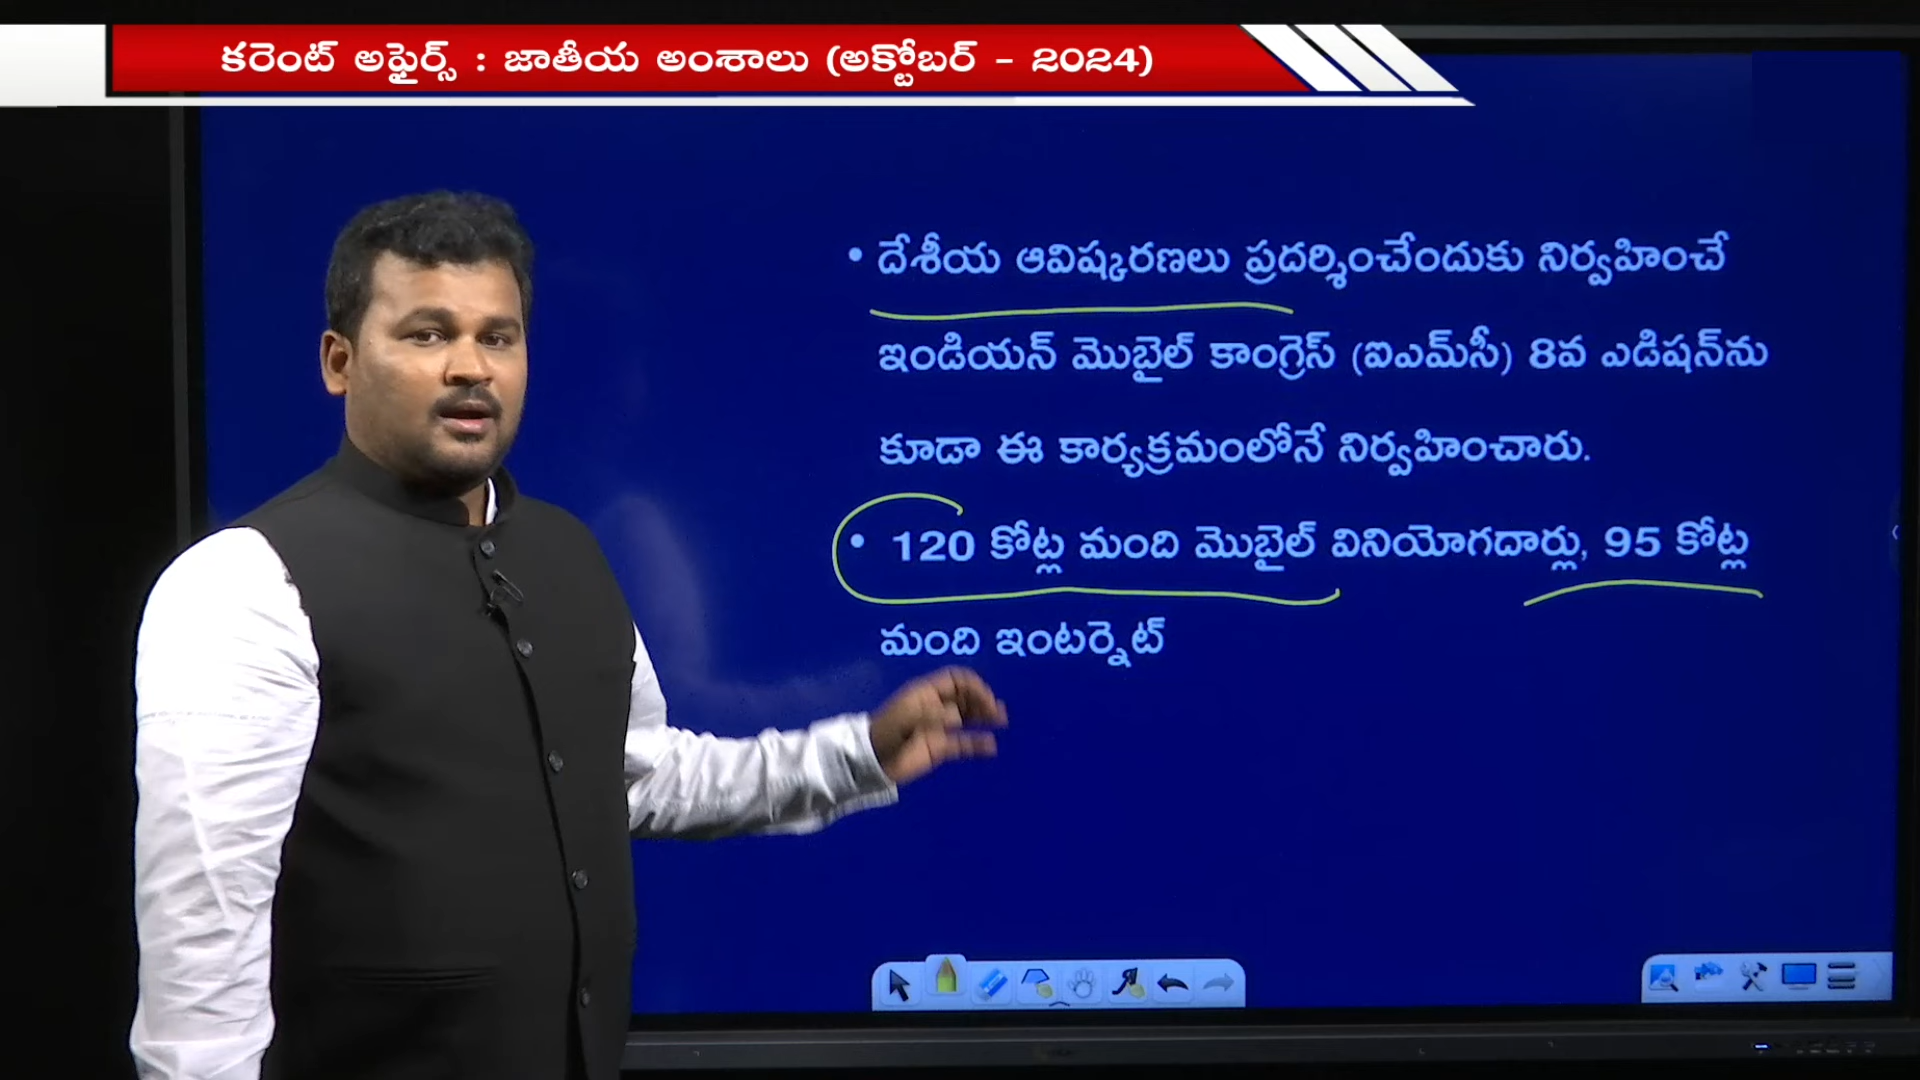 కరెంట్ అఫైర్స్ : జాతీయ అంశాలు (అక్టోబర్ - 2024)
• దేశీయ ఆవిష్కరణలు ప్రదర్శించేందుకు నిర్వహించే
ఇండియన్ మొబైల్ కాంగ్రెస్ (ఐఎమ్‌సీ) 8వ ఎడిషన్‌ను
కూడా ఈ కార్యక్రమంలోనే నిర్వహించారు.
• 120 కోట్ల మంది మొబైల్ వినియోగదార్లు, 95 కోట్ల
మంది ఇంటర్నెట్